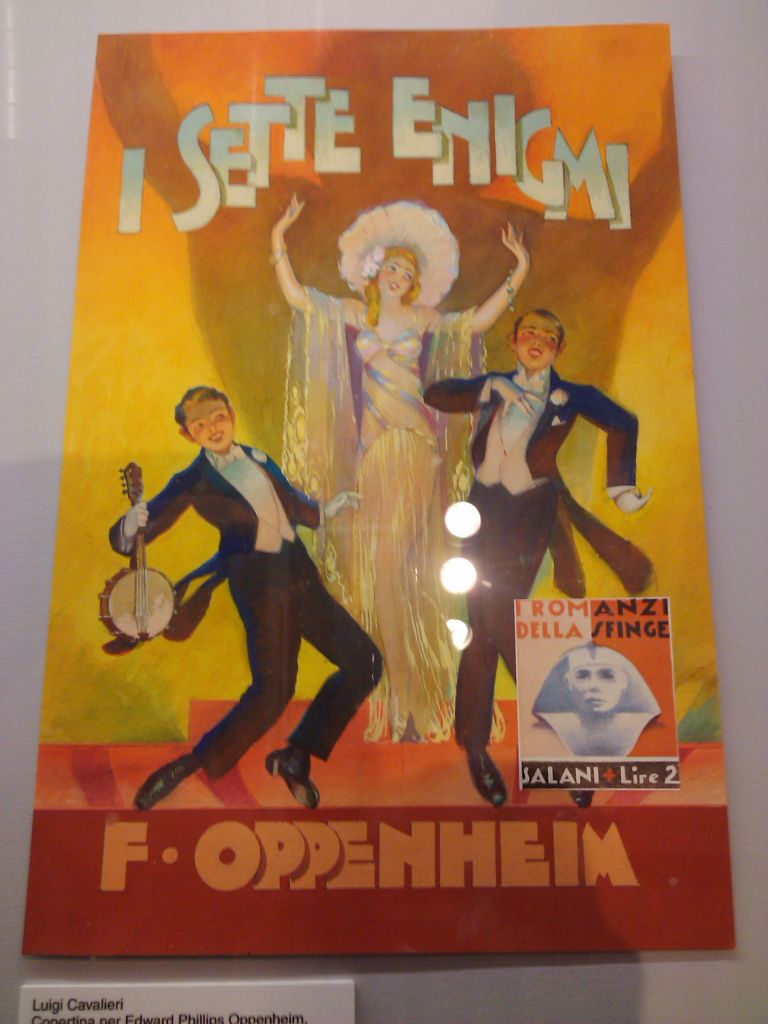 I SETTE ENIGMI
I ROMANZI
DELLA SFINGE
SALANI + Lire 2
F. OPPENHEIM
Luigi Cavalieri
Copertina per Edward Phillips Oppenheim,